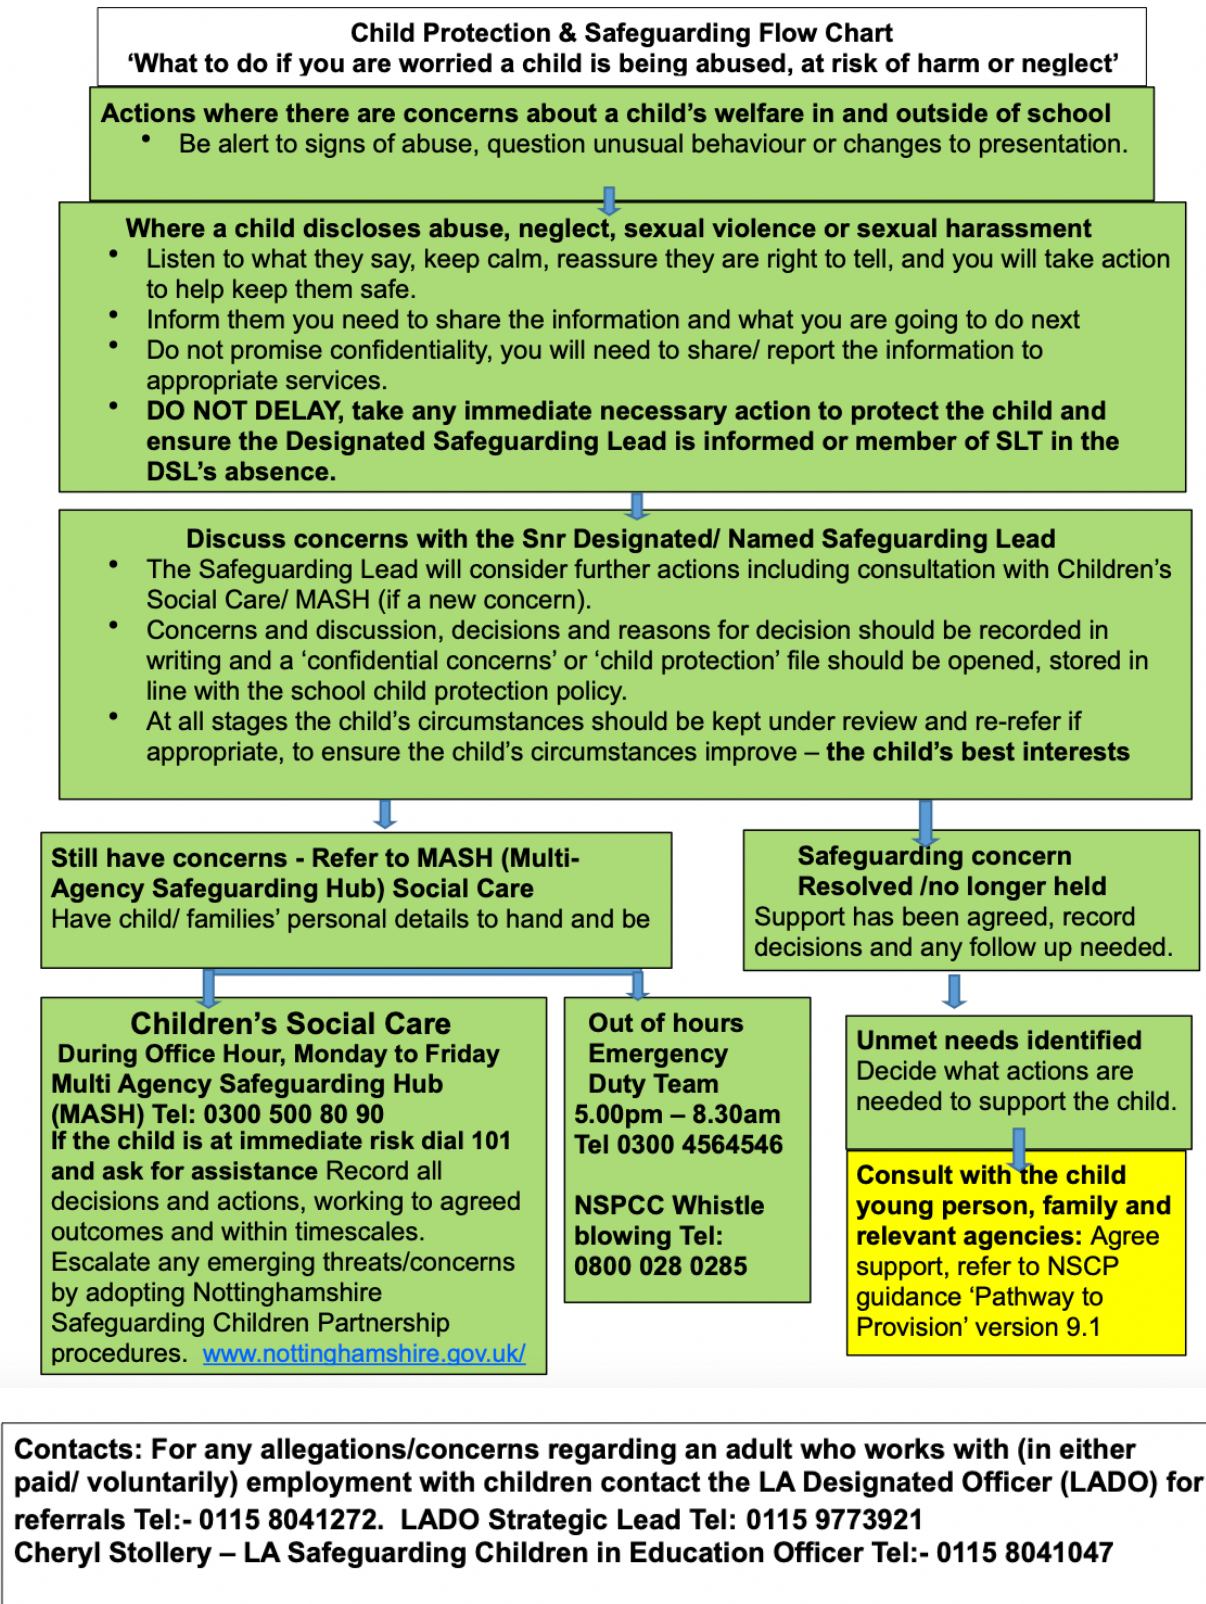 Child Protection & Safeguarding Flow Chart
‘What to do if you are worried a child is being abused, at risk of harm or neglect’
Actions where there are concerns about a child’s welfare in and outside of school
• Be alert to signs of abuse, question unusual behaviour or changes to presentation.
Where a child discloses abuse, neglect, sexual violence or sexual harassment
• Listen to what they say, keep calm, reassure they are right to tell, and you will take action
to help keep them safe.
• Inform them you need to share the information and what you are going to do next
• Do not promise confidentiality, you will need to share/ report the information to
appropriate services.
• DO NOT DELAY, take any immediate necessary action to protect the child and
ensure the Designated Safeguarding Lead is informed or member of SLT in the
DSL’s absence.
Discuss concerns with the Snr Designated/ Named Safeguarding Lead
• The Safeguarding Lead will consider further actions including consultation with Children’s
Social Care/ MASH (if a new concern).
• Concerns and discussion, decisions and reasons for decision should be recorded in
writing and a ‘confidential concerns’ or ‘child protection’ file should be opened, stored in
line with the school child protection policy.
• At all stages the child’s circumstances should be kept under review and re-refer if
appropriate, to ensure the child’s circumstances improve – the child’s best interests
Still have concerns - Refer to MASH (Multi-
Agency Safeguarding Hub) Social Care
Have child/ families’ personal details to hand and be
Safeguarding concern
Resolved /no longer held
Support has been agreed, record
decisions and any follow up needed.
Children’s Social Care
During Office Hour, Monday to Friday
Multi Agency Safeguarding Hub
(MASH) Tel: 0300 500 80 90
If the child is at immediate risk dial 101
and ask for assistance Record all
decisions and actions, working to agreed
outcomes and within timescales.
Escalate any emerging threats/concerns
by adopting Nottinghamshire
Safeguarding Children Partnership
procedures. www.nottinghamshire.gov.uk/
Out of hours
Emergency
Duty Team
5.00pm – 8.30am
Tel 0300 4564546
NSPCC Whistle
blowing Tel:
0800 028 0285
Unmet needs identified
Decide what actions are
needed to support the child.
Consult with the child
young person, family and
relevant agencies: Agree
support, refer to NSCP
guidance ‘Pathway to
Provision’ version 9.1
Contacts: For any allegations/concerns regarding an adult who works with (in either
paid/ voluntarily) employment with children contact the LA Designated Officer (LADO) for
referrals Tel:- 0115 8041272. LADO Strategic Lead Tel: 0115 9773921
Cheryl Stollery – LA Safeguarding Children in Education Officer Tel:- 0115 8041047